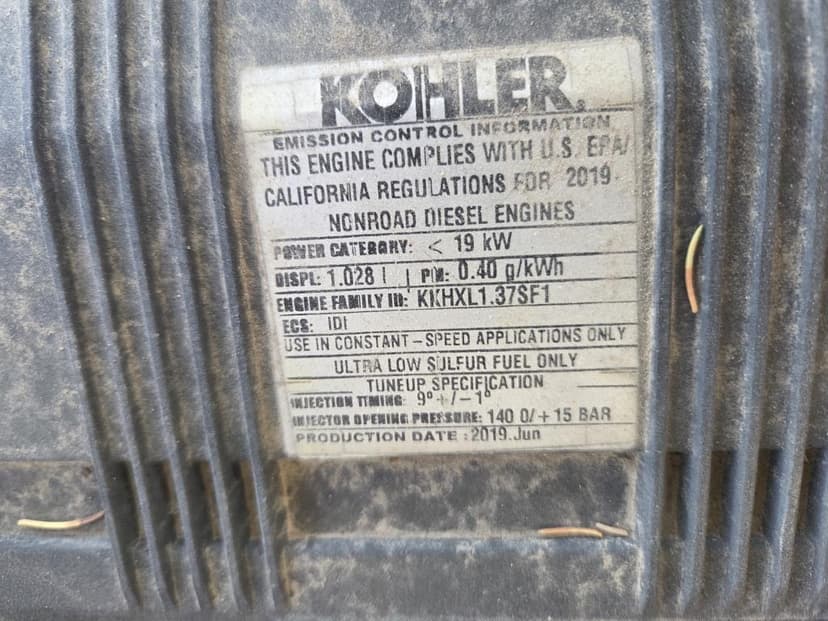 KOHLER.
EMISSION CONTROL INFORMATION
THIS ENGINE COMPLIES WITH U.S. EPA/
CALIFORNIA REGULATIONS FOR 2019
NONROAD DIESEL ENGINES
POWER CATEGORY: < 19 kW
DISPL: 1.028 l | PM: 0.40 g/kWh
ENGINE FAMILY ID: KKHXL1.37SF1
ECS: IDI
USE IN CONSTANT-SPEED APPLICATIONS ONLY
ULTRA LOW SULFUR FUEL ONLY
TUNEUP SPECIFICATION
INJECTION TIMING: 9° +/- 1°
INJECTOR OPENING PRESSURE: 140 0/+ 15 BAR
PRODUCTION DATE : 2019.Jun